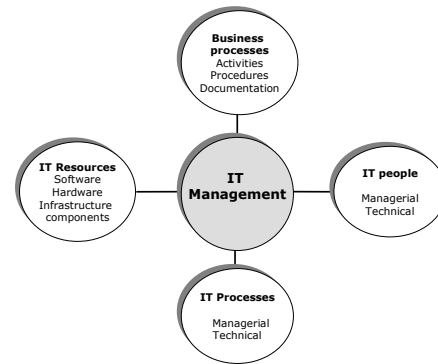 Business
processes
Activities
Procedures
Documentation
IT Resources
Software
Hardware
Infrastructure
components
IT
Management
IT people
Managerial
Technical
IT Processes
Managerial
Technical